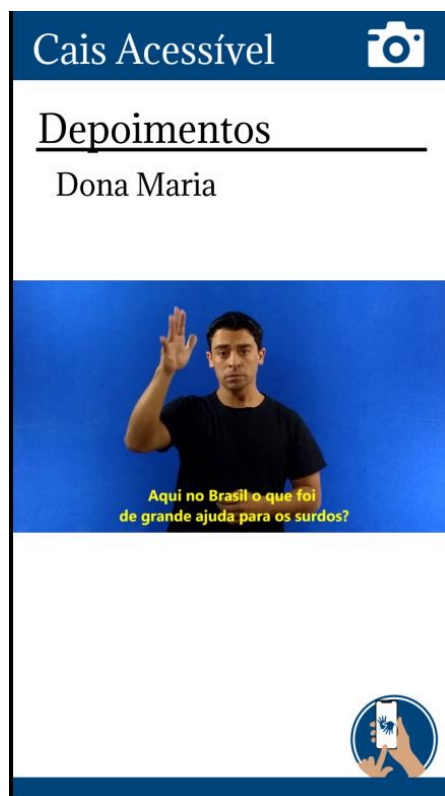 Cais Acessível
Depoimentos
Dona Maria
Aqui no Brasil o que foi
de grande ajuda para os surdos?